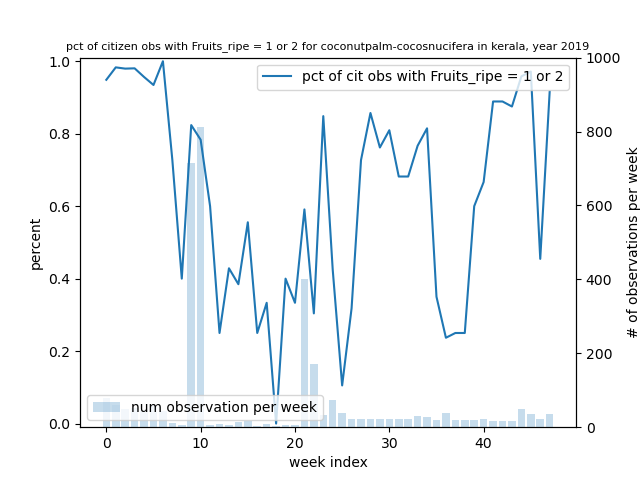 pct of citizen obs with Fruits_ripe = 1 or 2 for coconutpalm-cocosnucifera in kerala, year 2019
pct of cit obs with Fruits_ripe = 1 or 2
num observation per week
1.0
0.8
0.6
0.4
0.2
0.0
percent
1000
800
600
400
200
0
# of observations per week
0
10
20
30
40
week index